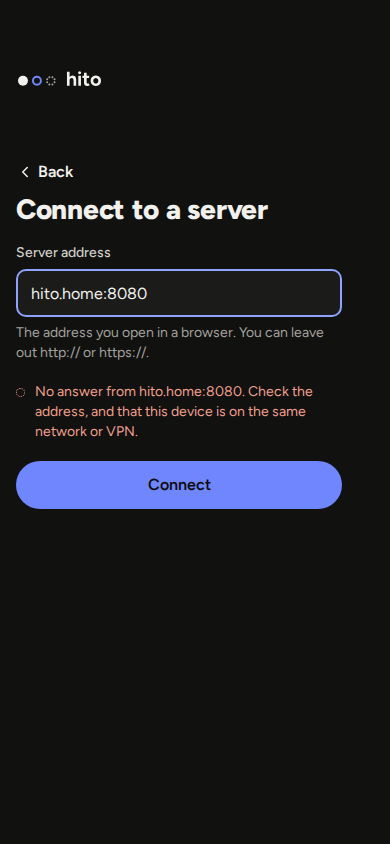 hito
Back
Connect to a server
Server address
hito.home:8080
The address you open in a browser. You can leave
out http:// or https://.
No answer from hito.home:8080. Check the
address, and that this device is on the same
network or VPN.
Connect